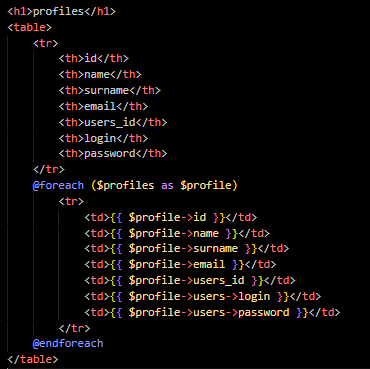 <h1>profiles</h1>
<table>
<tr>
<th>id</th>
<th>name</th>
<th>surname</th>
<th>email</th>
<th>users_id</th>
<th>login</th>
<th>password</th>
</tr>
@foreach ($profiles as $profile)
<tr>
<td>{{ $profile->id }}</td>
<td>{{ $profile->name }}</td>
<td>{{ $profile->surname }}</td>
<td>{{ $profile->email }}</td>
<td>{{ $profile->users_id }}</td>
<td>{{ $profile->users->login }}</td>
<td>{{ $profile->users->password }}</td>
</tr>
@endforeach
</table>